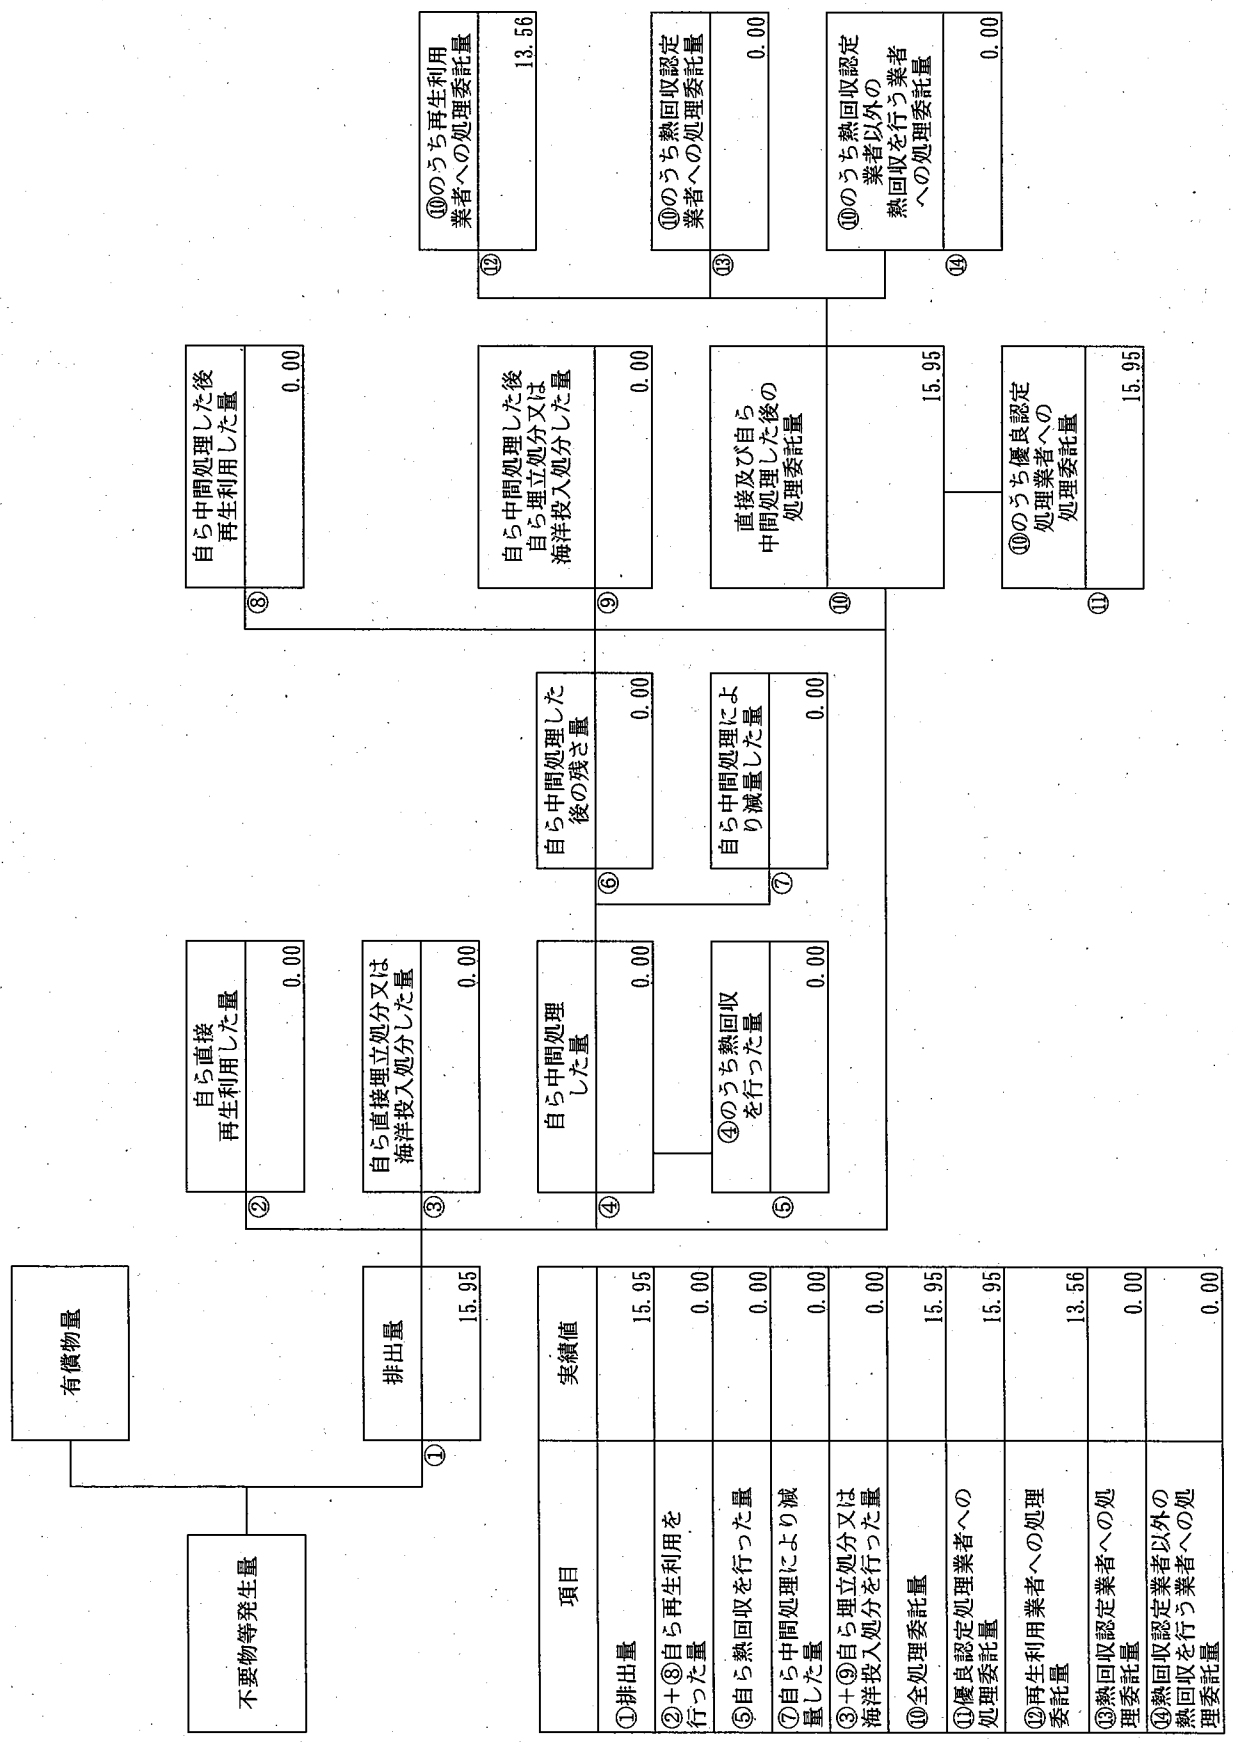 不要物等発生量
有償物量
①
排出量
15.95
②
自ら直接
再生利用した量
0.00
③
自ら直接埋立処分又は
海洋投入処分した量
0.00
④
自ら中間処理
した量
0.00
⑤
④のうち熱回収
を行った量
0.00
⑥
自ら中間処理した
後の残さ量
0.00
⑦
自ら中間処理によ
り減量した量
0.00
⑧
自ら中間処理した後
再生利用した量
0.00
⑨
自ら中間処理した後
自ら埋立処分又は
海洋投入処分した量
0.00
⑩
直接及び自ら
中間処理した後の
処理委託量
15.95
⑪
⑩のうち優良認定
処理業者への
処理委託量
15.95
⑫
⑩のうち再生利用
業者への処理委託量
13.56
⑬
⑩のうち熱回収認定
業者への処理委託量
0.00
⑭
⑩のうち熱回収認定
業者以外の
熱回収を行う業者
への処理委託量
0.00
項目 実績値
①排出量 15.95
②+⑧自ら再生利用を
行った量 0.00
⑤自ら熱回収を行った量 0.00
⑦自ら中間処理により減
量した量 0.00
③+⑨自ら埋立処分又は
海洋投入処分を行った量 0.00
⑩全処理委託量 15.95
⑪優良認定処理業者への
処理委託量 15.95
⑫再生利用業者への処理
委託量 13.56
⑬熱回収認定業者への処
理委託量 0.00
⑭熱回収認定業者以外の
熱回収を行う業者への処
理委託量 0.00